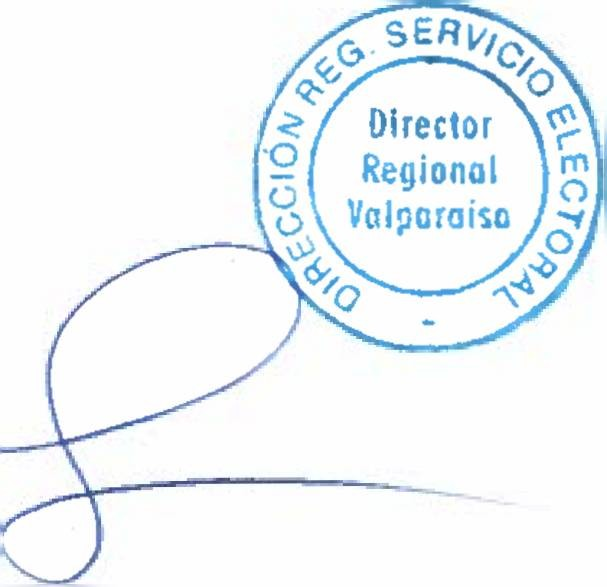 DIRECCIÓN REG. SERVICIO ELECTORAL
Director
Regional
Valparaiso
-